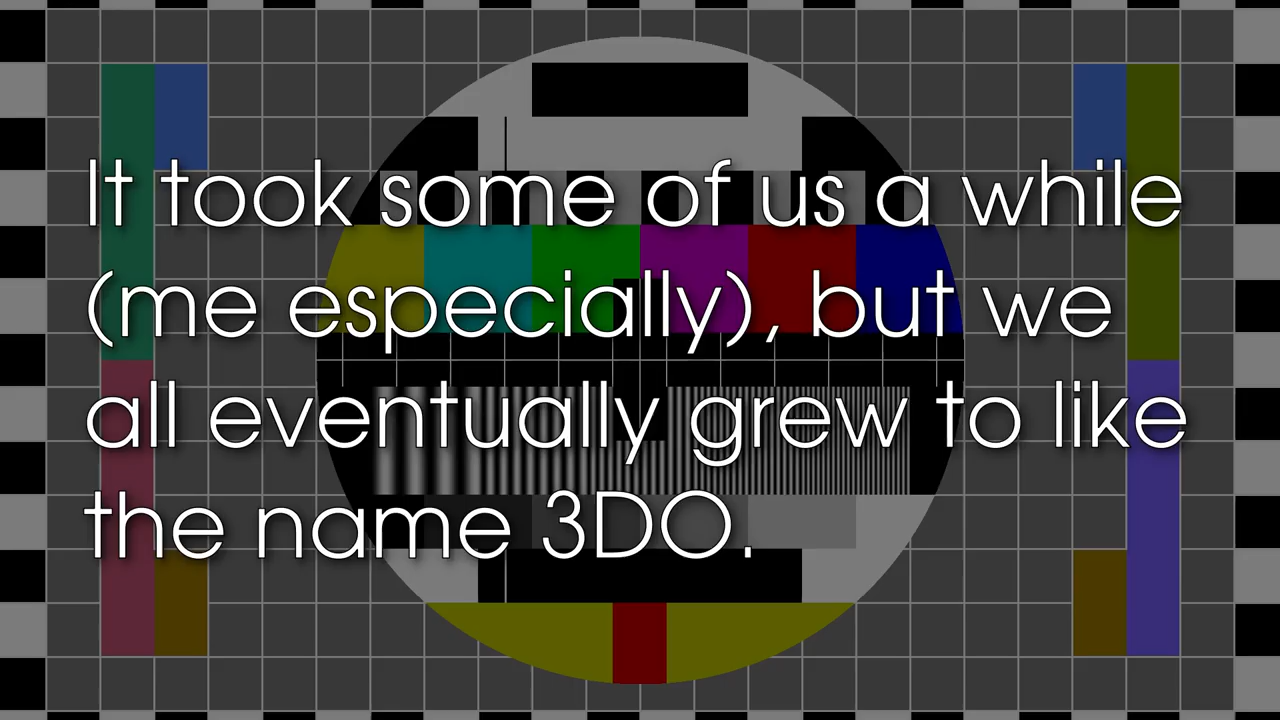 It took some of us a while
(me especially), but we
all eventually grew to like
the name 3DO.